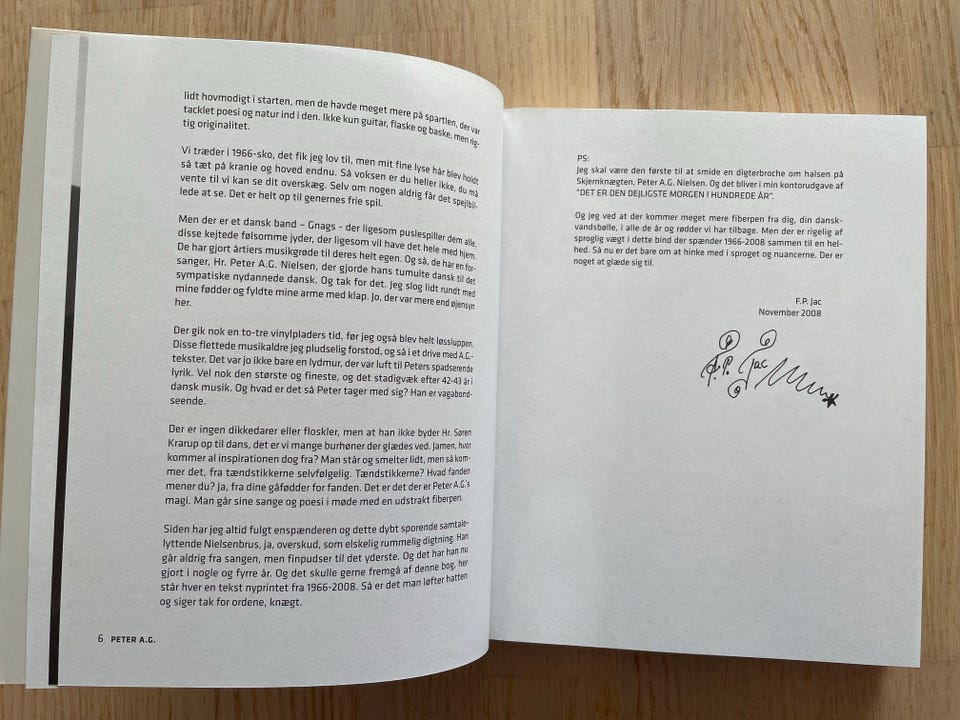 lidt hovmodigt i starten, men de havde meget mere på spartlen, der var
tacklet poesi og natur ind i den. Ikke kun guitar, flaske og baske, men rig-
tig originalitet.
Vi træder i 1966-sko, det fik jeg lov til, men mit fine lyse hår blev holdt
så tæt på kranie og hoved endnu. Så voksen er du heller ikke, du må
vente til vi kan se dit overskæg. Selv om nogen aldrig får det spejlbil-
lede at se. Det er helt op til genernes frie spil.
Men der er et dansk band – Gnags - der ligesom puslespiller dem alle,
disse kejtede følsomme jyder, der ligesom vil have det hele med hjem.
De har gjort årtiers musikgrøde til deres helt egen. Og så, de har en for-
sanger, Hr. Peter A.G. Nielsen, der gjorde hans tumulte dansk til det
sympatiske nydannede dansk. Og tak for det. Jeg slog lidt rundt med
mine fødder og fyldte mine arme med klap. Jo, der var mere end øjensyn
her.
Der gik nok en to-tre vinylpladers tid, før jeg også blev helt løssluppen.
Disse flettede musikaldre jeg pludselig forstod, og så i et drive med A.G.-
tekster. Det var jo ikke bare en lydmur, der var luft til Peters spadserende
lyrik. Vel nok den største og fineste, og det stadigvæk efter 42-43 år i
dansk musik. Og hvad er det så Peter tager med sig? Han er vagabond-
seende.
Der er ingen dikkedarer eller floskler, men at han ikke byder Hr. Søren
Krarup op til dans, det er vi mange burhøner der glædes ved. Jamen, hvor
kommer al inspirationen dog fra? Man står og smelter lidt, men så kom-
mer det, fra tændstikkerne selvfølgelig. Tændstikkerne? Hvad fanden
mener du? Ja, fra dine gåfødder for fanden. Det er det der er Peter A.G.'s
magi. Man går sine sange og poesi i møde med en udstrakt fiberpen.
Siden har jeg altid fulgt enspænderen og dette dybt sporende samtale-
lyttende Nielsenbrus, ja, overskud, som elskelig rummelig digtning. Han
går aldrig fra sangen, men finpudser til det yderste. Og det har han nu
gjort i nogle og fyrre år. Og det skulle gerne fremgå af denne bog, her
står hver en tekst nyprintet fra 1966-2008. Så er det man løfter hatten
og siger tak for ordene, knægt.
6 PETER A.G.
PS:
Jeg skal være den første til at smide en digterbroche om halsen på
Skjernknægten, Peter A.G. Nielsen. Og det bliver i min kontorudgave af
"DET ER DEN DEJLIGSTE MORGEN I HUNDREDE ÅR".
Og jeg ved at der kommer meget mere fiberpen fra dig, din dansk-
vandsbølle, i alle de år og rødder vi har tilbage. Men der er rigelig af
sproglig vægt i dette bind der spænder 1966-2008 sammen til en hel-
hed. Så nu er det bare om at hinke med i sproget og nuancerne. Der er
noget at glæde sig til.
F.P. Jac
November 2008
F.P. Jac